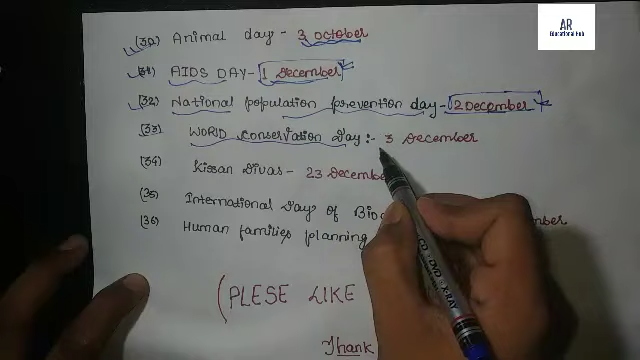 AR
Educational Hub
(30) Animal day - 3 October
(31) AIDS DAY - 1 December
(32) National population prevention day - 2 December
(33) WORLD Conservation Day :- 3 December
(34) Kissan Divas - 23 December
(35) International Day of
(36) Human families planning
(PLESE LIKE
Thank